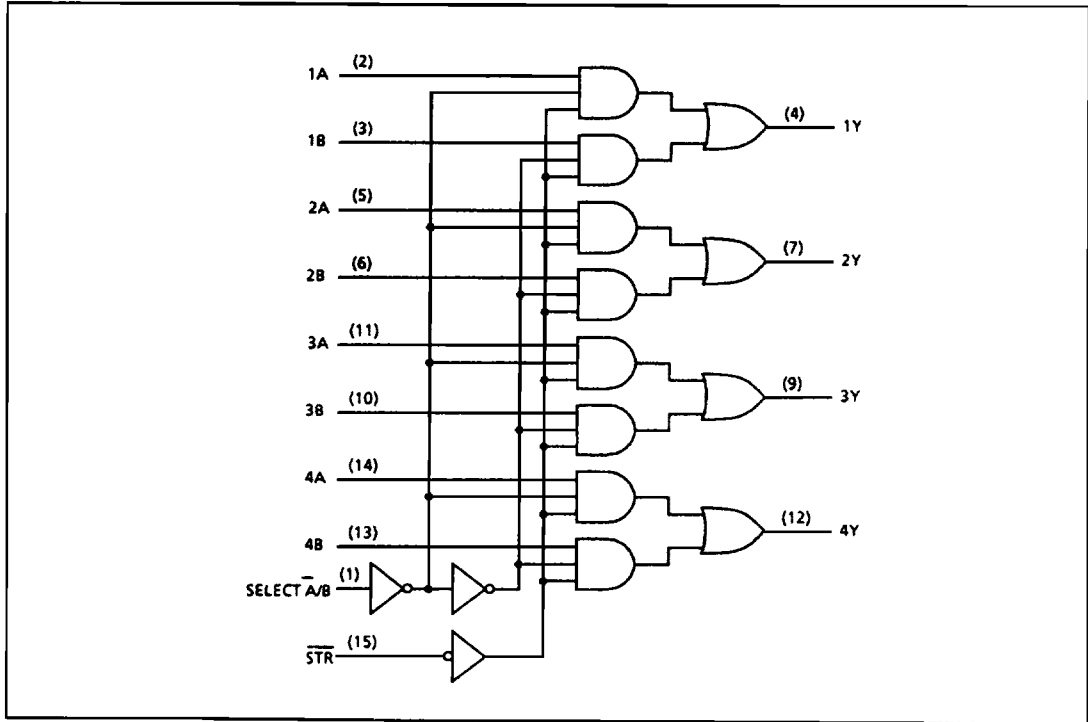 1A (2)
(4) 1Y
1B (3)
2A (5)
(7) 2Y
2B (6)
3A (11)
(9) 3Y
3B (10)
4A (14)
(12) 4Y
4B (13)
SELECT A̅/B (1)
S̅T̅R̅ (15)